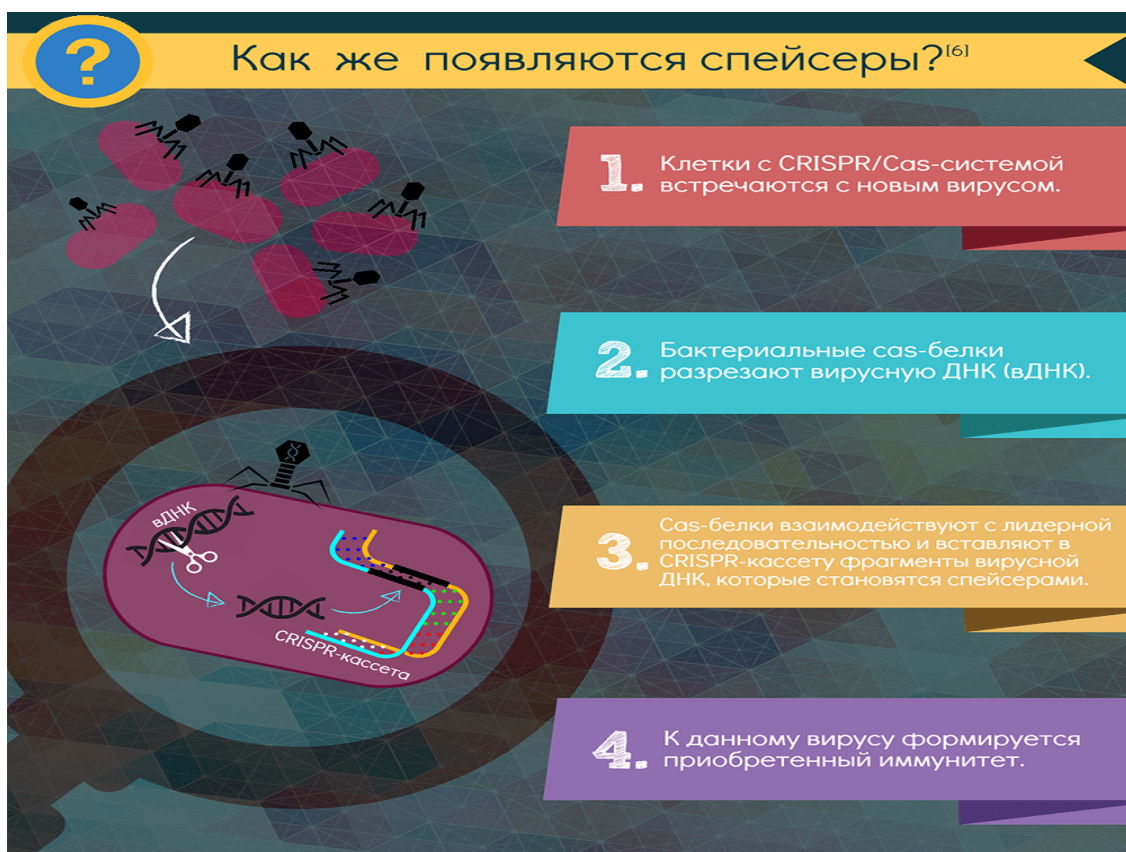 ?
Как же появляются спейсеры?[6]
1. Клетки с CRISPR/Cas-системой
встречаются с новым вирусом.
2. Бактериальные cas-белки
разрезают вирусную ДНК (вДНК).
3. Cas-белки взаимодействуют с лидерной
последовательностью и вставляют в
CRISPR-кассету фрагменты вирусной
ДНК, которые становятся спейсерами.
4. К данному вирусу формируется
приобретенный иммунитет.
вДНК
CRISPR-кассета